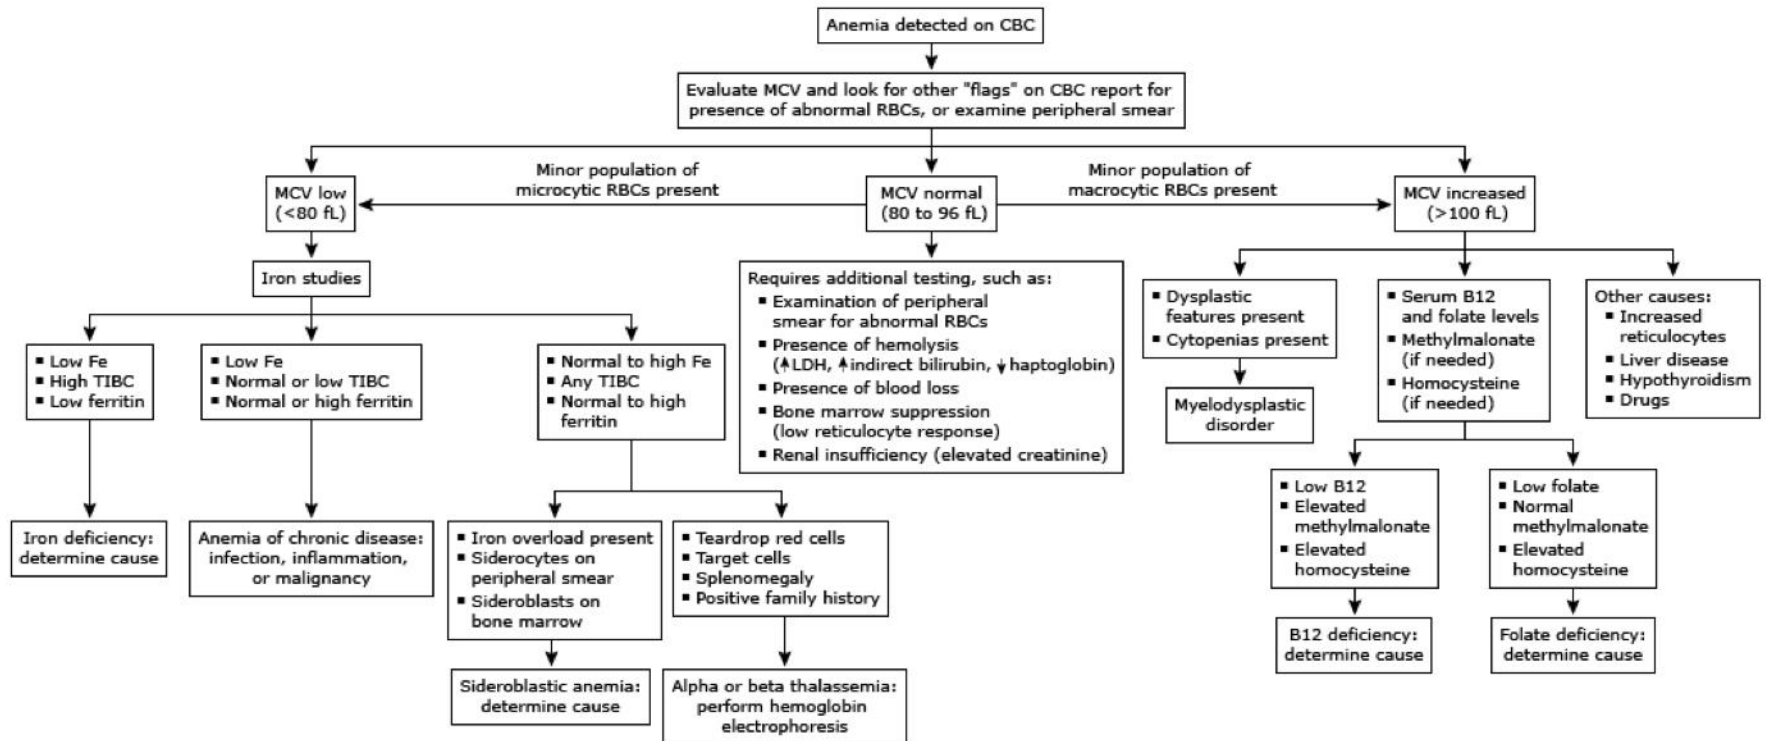 Anemia detected on CBC
Evaluate MCV and look for other "flags" on CBC report for
presence of abnormal RBCs, or examine peripheral smear
Minor population of
microcytic RBCs present
Minor population of
macrocytic RBCs present
MCV low
(<80 fL)
MCV normal
(80 to 96 fL)
MCV increased
(>100 fL)
Iron studies
Requires additional testing, such as:
▪ Examination of peripheral
smear for abnormal RBCs
▪ Presence of hemolysis
(↑LDH, ↑indirect bilirubin, ↓haptoglobin)
▪ Presence of blood loss
▪ Bone marrow suppression
(low reticulocyte response)
▪ Renal insufficiency (elevated creatinine)
▪ Dysplastic
features present
▪ Cytopenias present
▪ Serum B12
and folate levels
▪ Methylmalonate
(if needed)
▪ Homocysteine
(if needed)
Other causes:
▪ Increased
reticulocytes
▪ Liver disease
▪ Hypothyroidism
▪ Drugs
▪ Low Fe
▪ High TIBC
▪ Low ferritin
▪ Low Fe
▪ Normal or low TIBC
▪ Normal or high ferritin
▪ Normal to high Fe
▪ Any TIBC
▪ Normal to high
ferritin
Myelodysplastic
disorder
▪ Low B12
▪ Elevated
methylmalonate
▪ Elevated
homocysteine
▪ Low folate
▪ Normal
methylmalonate
▪ Elevated
homocysteine
Iron deficiency:
determine cause
Anemia of chronic disease:
infection, inflammation,
or malignancy
▪ Iron overload present
▪ Siderocytes on
peripheral smear
▪ Sideroblasts on
bone marrow
▪ Teardrop red cells
▪ Target cells
▪ Splenomegaly
▪ Positive family history
B12 deficiency:
determine cause
Folate deficiency:
determine cause
Sideroblastic anemia:
determine cause
Alpha or beta thalassemia:
perform hemoglobin
electrophoresis